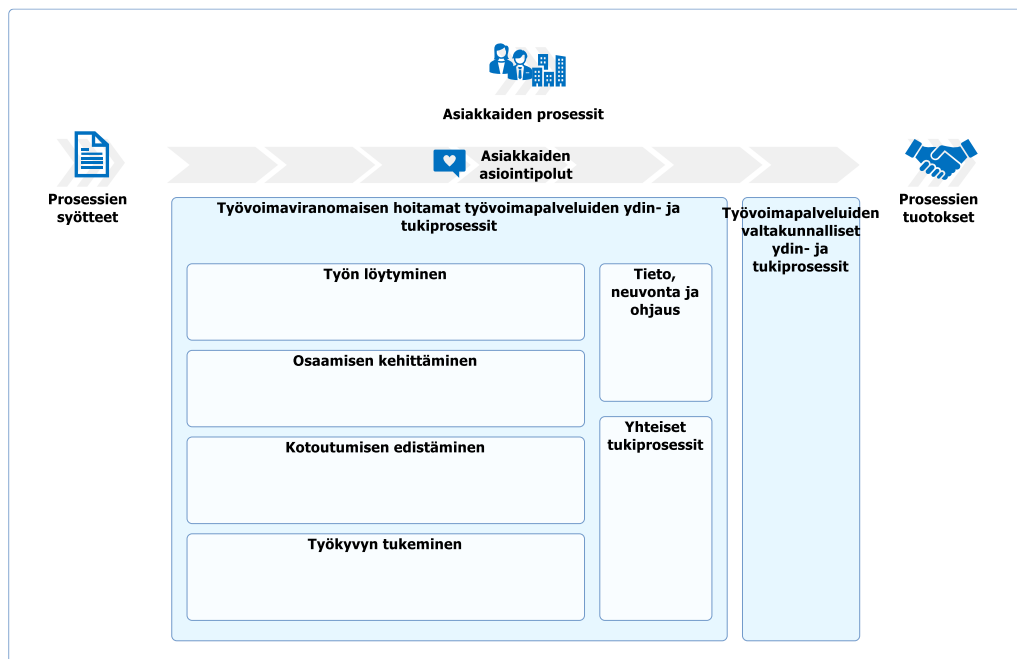 Asiakkaiden prosessit
Asiakkaiden
asiointipolut
Prosessien
syötteet
Prosessien
tuotokset
Työvoimaviranomaisen hoitamat työvoimapalveluiden ydin- ja
tukiprosessit
Työvoimapalveluiden
valtakunnalliset
ydin- ja
tukiprosessit
Työn löytyminen
Tieto,
neuvonta ja
ohjaus
Osaamisen kehittäminen
Yhteiset
tukiprosessit
Kotoutumisen edistäminen
Työkyvyn tukeminen